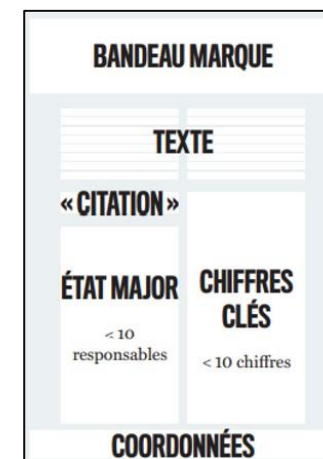 BANDEAU MARQUE
TEXTE
« CITATION »
ÉTAT MAJOR
< 10
responsables
CHIFFRES
CLÉS
< 10 chiffres
COORDONNÉES